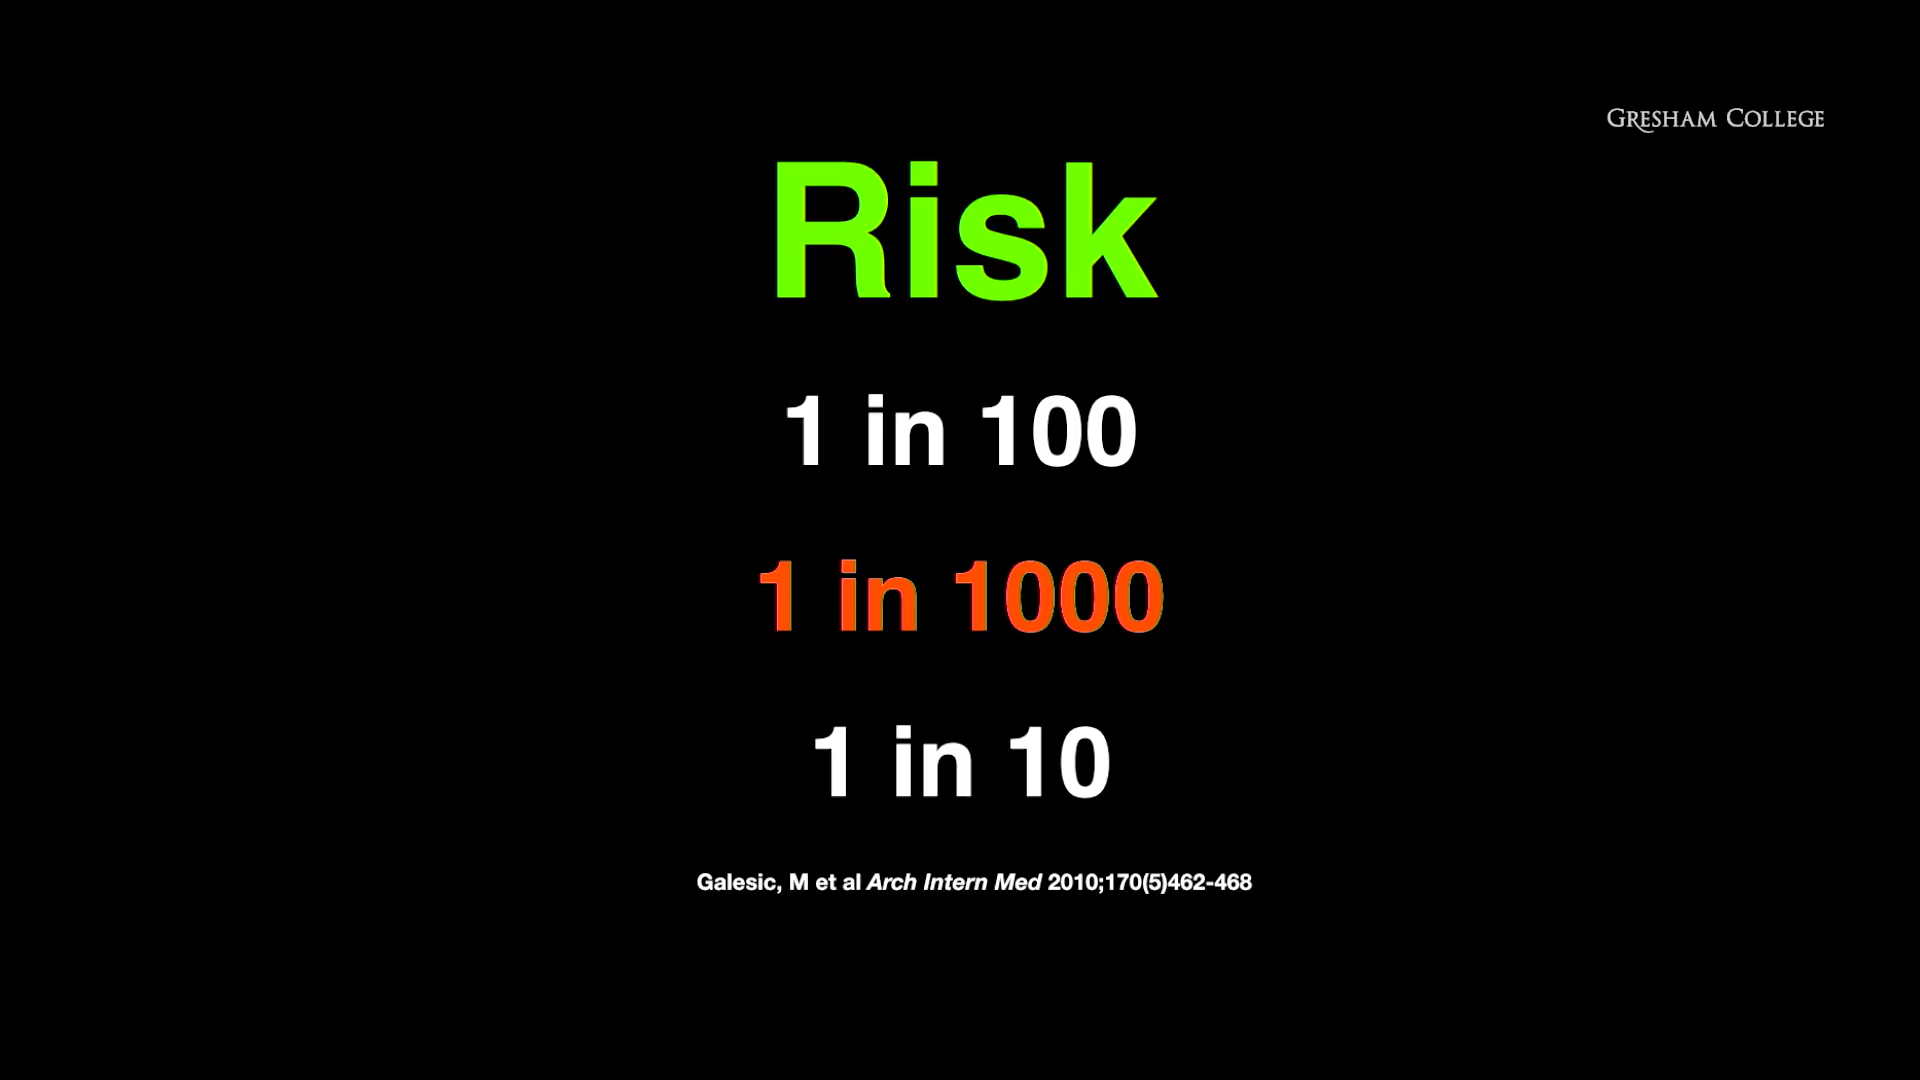 GRESHAM COLLEGE
Risk
1 in 100
1 in 1000
1 in 10
Galesic, M et al Arch Intern Med 2010;170(5)462-468